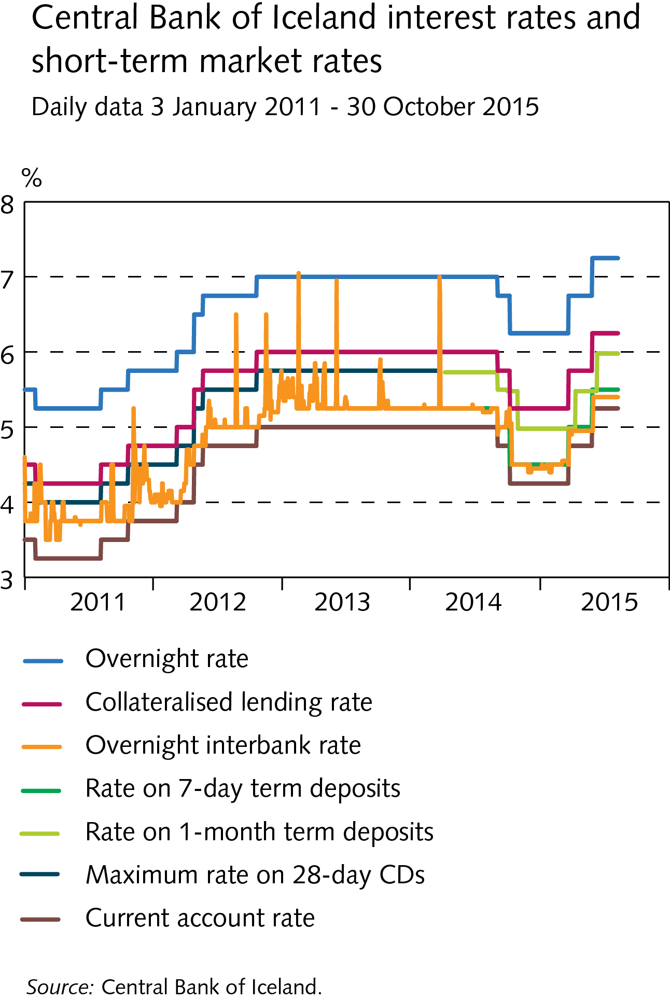 Central Bank of Iceland interest rates and
short-term market rates
Daily data 3 January 2011 - 30 October 2015
%
8
7
6
5
4
3
2011 2012 2013 2014 2015
Overnight rate
Collateralised lending rate
Overnight interbank rate
Rate on 7-day term deposits
Rate on 1-month term deposits
Maximum rate on 28-day CDs
Current account rate
Source: Central Bank of Iceland.